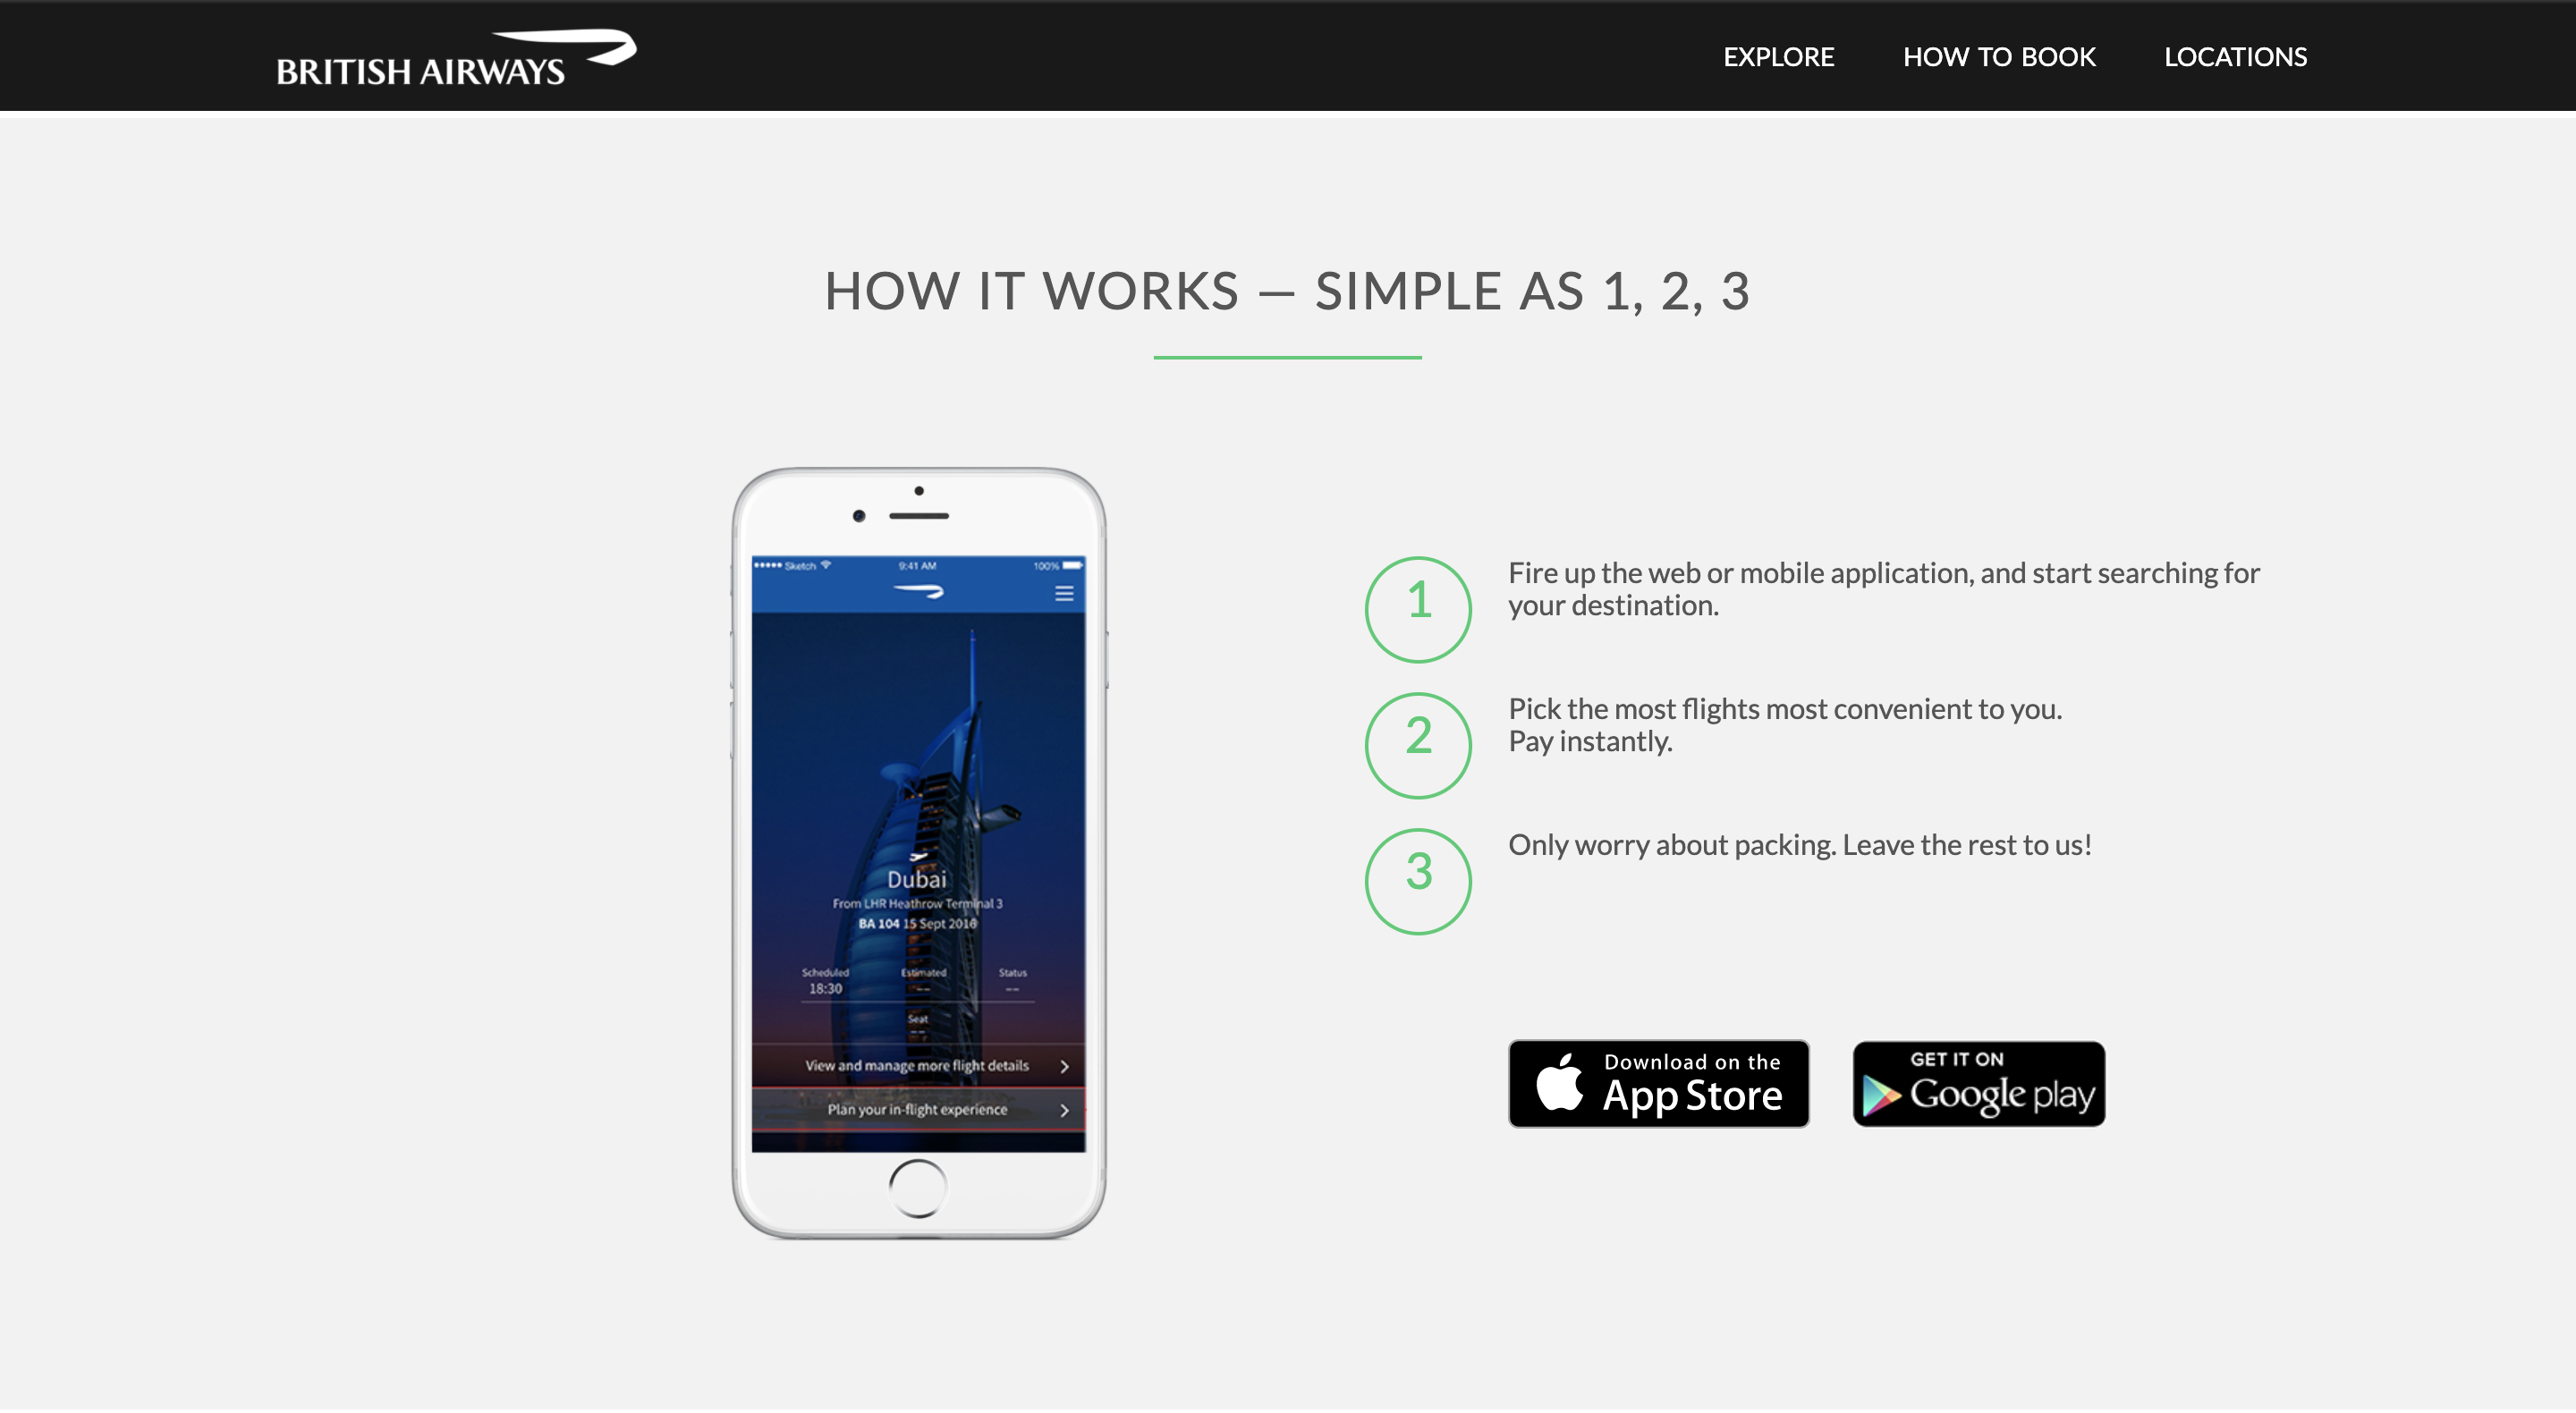 BRITISH AIRWAYS
EXPLORE
HOW TO BOOK
LOCATIONS
HOW IT WORKS — SIMPLE AS 1, 2, 3
Sketch
9:41 AM
100%
Dubai
From LHR Heathrow Terminal 3
BA 104 15 Sept 2016
Scheduled
Estimated
Status
18:30
--
--
Seat
--
View and manage more flight details
Plan your in-flight experience
1
Fire up the web or mobile application, and start searching for
your destination.
2
Pick the most flights most convenient to you.
Pay instantly.
3
Only worry about packing. Leave the rest to us!
Download on the
App Store
GET IT ON
Google play